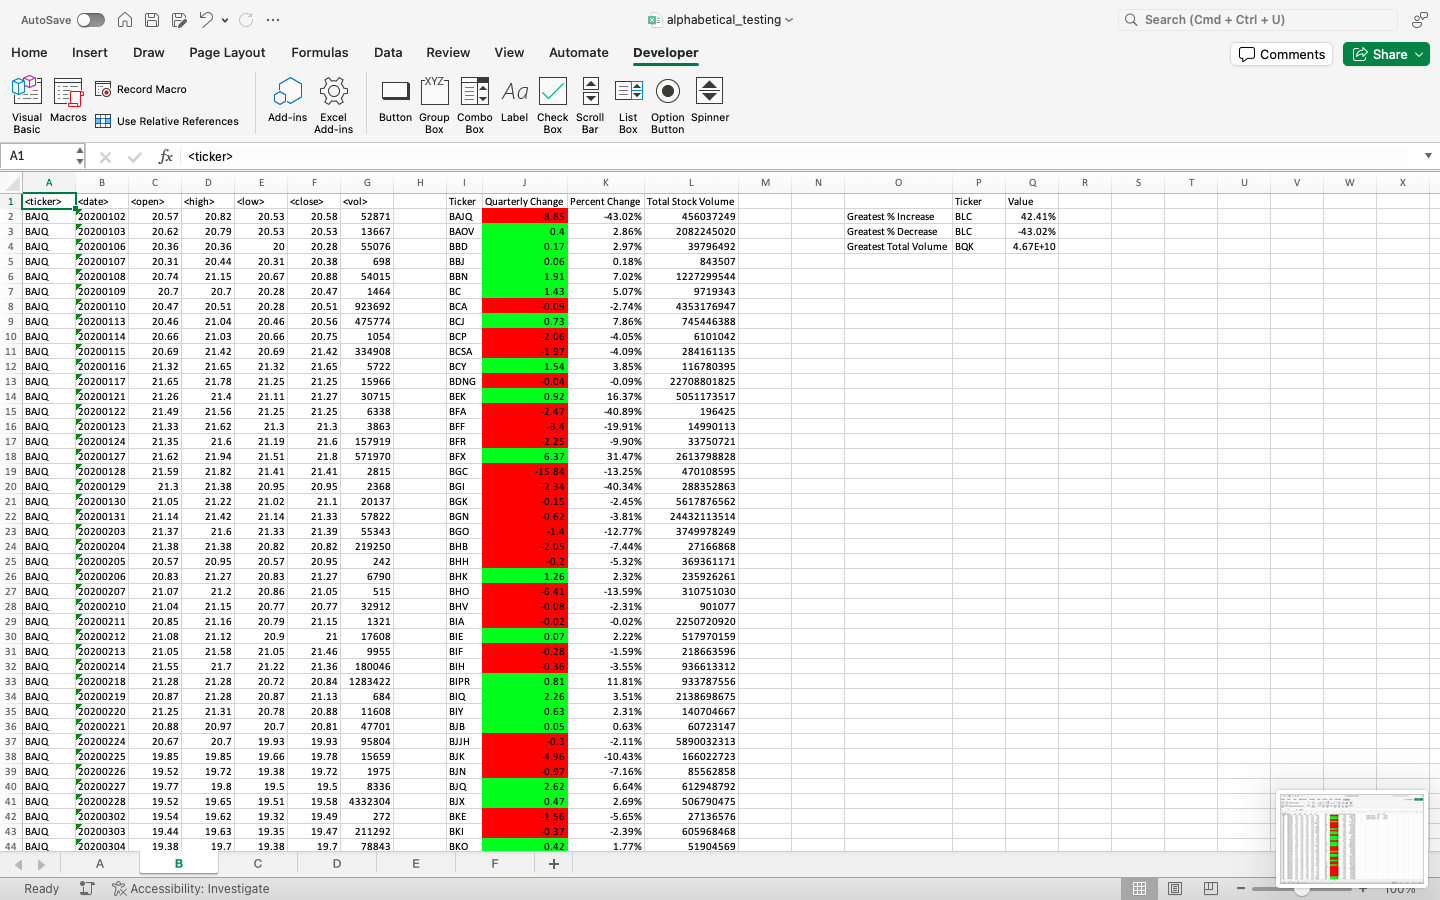 AutoSave
alphabetical_testing
Search (Cmd + Ctrl + U)
Home Insert Draw Page Layout Formulas Data Review View Automate Developer
Comments Share
Visual Basic Macros Record Macro Use Relative References Add-ins Excel Add-ins Button Group Box Combo Box Label Check Box Scroll Bar List Box Option Button Spinner
XYZ Aa
A1 fx <ticker>
A B C D E F G H I J K L M N O P Q R S T U V W X
1 <ticker> <date> <open> <high> <low> <close> <vol> Ticker Quarterly Change Percent Change Total Stock Volume Ticker Value
2 BAJQ 20200102 20.57 20.82 20.53 20.58 52871 BAJQ -8.85 -43.02% 456037249 Greatest % Increase BLC 42.41%
3 BAJQ 20200103 20.62 20.79 20.53 20.53 13667 BAOV 0.4 2.86% 2082245020 Greatest % Decrease BLC -43.02%
4 BAJQ 20200106 20.36 20.36 20 20.28 55076 BBD 0.17 2.97% 39796492 Greatest Total Volume BQK 4.67E+10
5 BAJQ 20200107 20.31 20.44 20.31 20.38 698 BBJ 0.06 0.18% 843507
6 BAJQ 20200108 20.74 21.15 20.67 20.88 54015 BBN 1.91 7.02% 1227299544
7 BAJQ 20200109 20.7 20.7 20.28 20.47 1464 BC 1.43 5.07% 9719343
8 BAJQ 20200110 20.47 20.51 20.28 20.51 923692 BCA -0.09 -2.74% 4353176947
9 BAJQ 20200113 20.46 21.04 20.46 20.56 475774 BCJ 0.73 7.86% 745446388
10 BAJQ 20200114 20.66 21.03 20.66 20.75 1054 BCP -2.06 -4.05% 6101042
11 BAJQ 20200115 20.69 21.42 20.69 21.42 334908 BCSA -1.97 -4.09% 284161135
12 BAJQ 20200116 21.32 21.65 21.32 21.65 5722 BCY 1.54 3.85% 116780395
13 BAJQ 20200117 21.65 21.78 21.25 21.25 15966 BDNG -0.04 -0.09% 22708801825
14 BAJQ 20200121 21.26 21.4 21.11 21.27 30715 BEK 0.92 16.37% 5051173517
15 BAJQ 20200122 21.49 21.56 21.25 21.25 6338 BFA -2.47 -40.89% 196425
16 BAJQ 20200123 21.33 21.62 21.3 21.3 3863 BFF -3.4 -19.91% 14990113
17 BAJQ 20200124 21.35 21.6 21.19 21.6 157919 BFR -2.25 -9.90% 33750721
18 BAJQ 20200127 21.62 21.94 21.51 21.8 571970 BFX 6.37 31.47% 2613798828
19 BAJQ 20200128 21.59 21.82 21.41 21.41 2815 BGC -15.84 -13.25% 470108595
20 BAJQ 20200129 21.3 21.38 20.95 20.95 2368 BGI -2.34 -40.34% 288352863
21 BAJQ 20200130 21.05 21.22 21.02 21.1 20137 BGK -0.15 -2.45% 5617876562
22 BAJQ 20200131 21.14 21.42 21.14 21.33 57822 BGN -0.62 -3.81% 24432113514
23 BAJQ 20200203 21.37 21.6 21.33 21.39 55343 BGO -1.4 -12.77% 3749978249
24 BAJQ 20200204 21.38 21.38 20.82 20.82 219250 BHB -2.05 -7.44% 27166868
25 BAJQ 20200205 20.57 20.95 20.57 20.95 242 BHH -0.2 -5.32% 369361171
26 BAJQ 20200206 20.83 21.27 20.83 21.27 6790 BHK 1.26 2.32% 235926261
27 BAJQ 20200207 21.07 21.2 20.86 21.05 515 BHO -6.41 -13.59% 310751030
28 BAJQ 20200210 21.04 21.15 20.77 20.77 32912 BHV -0.08 -2.31% 901077
29 BAJQ 20200211 20.85 21.16 20.79 21.15 1321 BIA -0.02 -0.02% 2250720920
30 BAJQ 20200212 21.08 21.12 20.9 21 17608 BIE 0.07 2.22% 517970159
31 BAJQ 20200213 21.05 21.58 21.05 21.46 9955 BIF -0.28 -1.59% 218663596
32 BAJQ 20200214 21.55 21.7 21.22 21.36 180046 BIH -0.36 -3.55% 936613312
33 BAJQ 20200218 21.28 21.28 20.72 20.84 1283422 BIPR 0.81 11.81% 933787556
34 BAJQ 20200219 20.87 21.28 20.87 21.13 684 BIQ 2.26 3.51% 2138698675
35 BAJQ 20200220 21.25 21.31 20.78 20.88 11608 BIY 0.63 2.31% 140704667
36 BAJQ 20200221 20.88 20.97 20.7 20.81 47701 BJB 0.05 0.63% 60723147
37 BAJQ 20200224 20.67 20.7 19.93 19.93 95804 BJJH -0.3 -2.11% 5890032313
38 BAJQ 20200225 19.85 19.85 19.66 19.78 15659 BJK -4.96 -10.43% 166022723
39 BAJQ 20200226 19.52 19.72 19.38 19.72 1975 BJN -0.97 -7.16% 85562858
40 BAJQ 20200227 19.77 19.8 19.5 19.5 8336 BJQ 2.62 6.64% 612948792
41 BAJQ 20200228 19.52 19.65 19.51 19.58 4332304 BJX 0.47 2.69% 506790475
42 BAJQ 20200302 19.54 19.62 19.32 19.49 272 BKE -1.56 -5.65% 27136576
43 BAJQ 20200303 19.44 19.63 19.35 19.47 211292 BKI -0.37 -2.39% 605968468
44 BAJQ 20200304 19.38 19.7 19.38 19.7 78843 BKO 0.42 1.77% 51904569
A B C D E F
Ready Accessibility: Investigate 100%